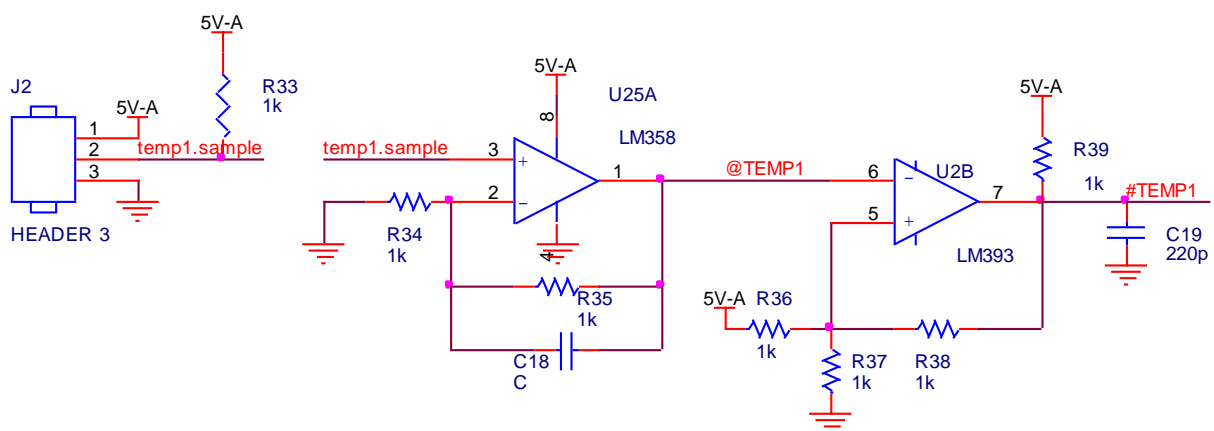 J2
5V-A
1
2
3
HEADER 3
temp1.sample
5V-A
R33
1k
temp1.sample
3
2
R34
1k
5V-A
8
U25A
LM358
1
4
R35
1k
C18
C
@TEMP1
6
5
U2B
7
LM393
5V-A
R39
1k
#TEMP1
C19
220p
5V-A
R36
1k
R37
1k
R38
1k
+
−
−
+